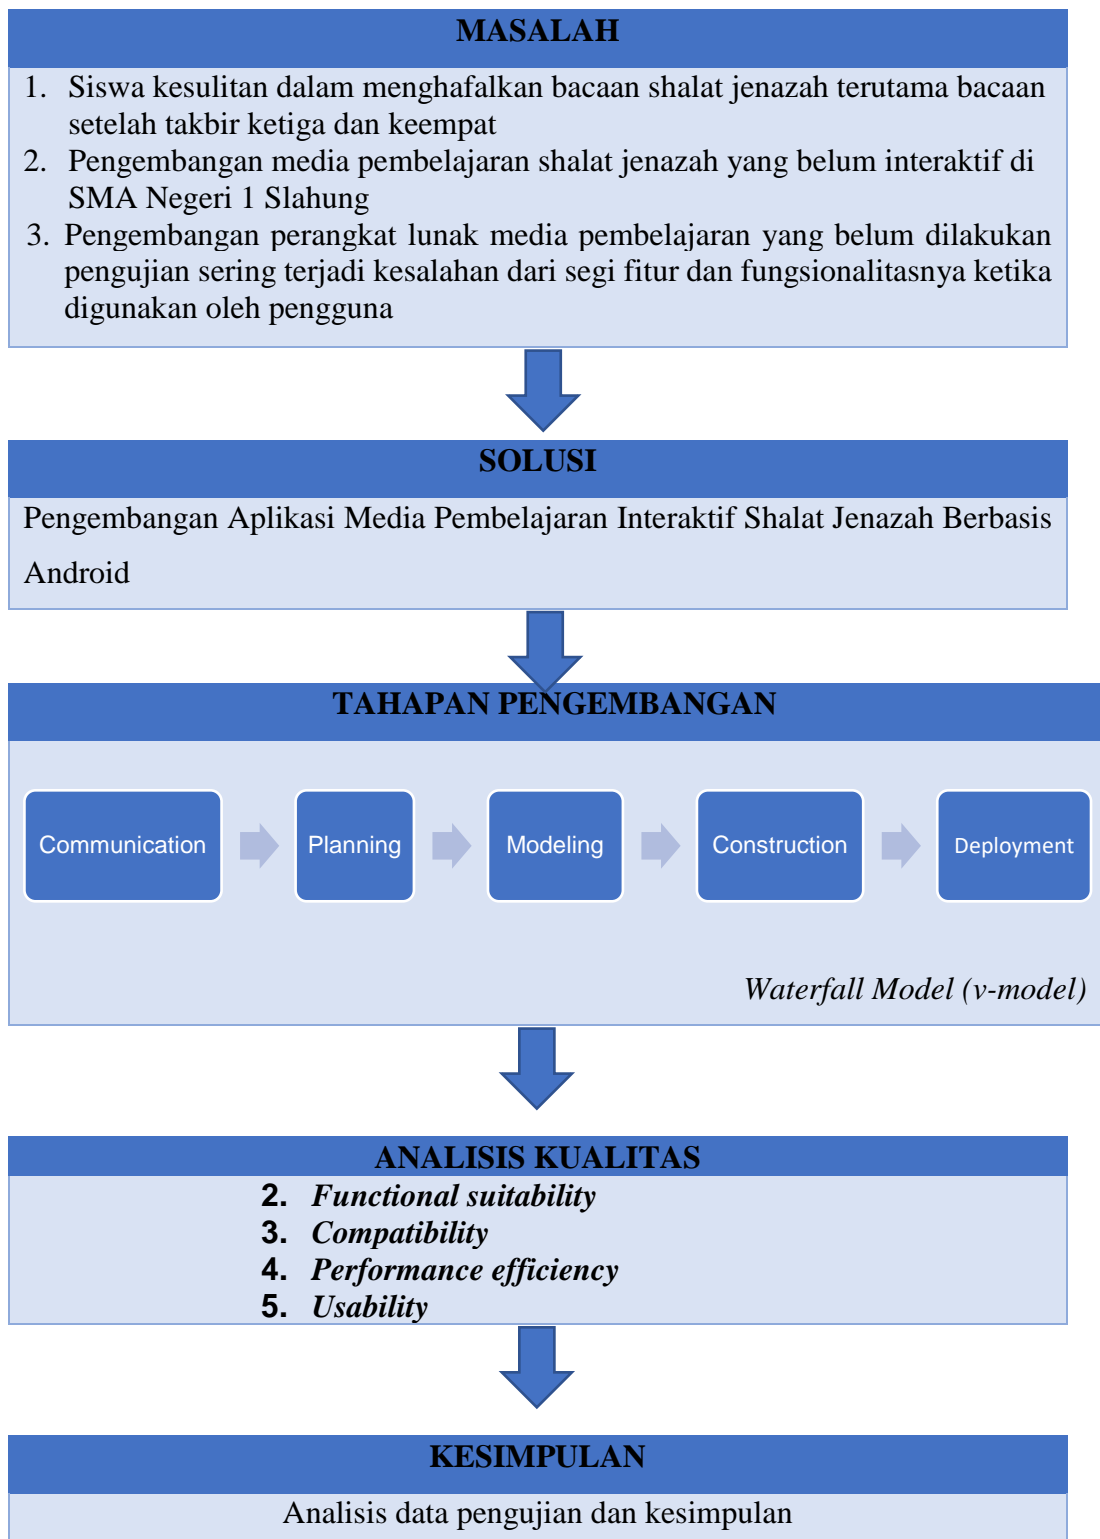 MASALAH
1. Siswa kesulitan dalam menghafalkan bacaan shalat jenazah terutama bacaan
setelah takbir ketiga dan keempat
2. Pengembangan media pembelajaran shalat jenazah yang belum interaktif di
SMA Negeri 1 Slahung
3. Pengembangan perangkat lunak media pembelajaran yang belum dilakukan
pengujian sering terjadi kesalahan dari segi fitur dan fungsionalitasnya ketika
digunakan oleh pengguna
SOLUSI
Pengembangan Aplikasi Media Pembelajaran Interaktif Shalat Jenazah Berbasis
Android
TAHAPAN PENGEMBANGAN
Communication
Planning
Modeling
Construction
Deployment
Waterfall Model (v-model)
ANALISIS KUALITAS
2. Functional suitability
3. Compatibility
4. Performance efficiency
5. Usability
KESIMPULAN
Analisis data pengujian dan kesimpulan